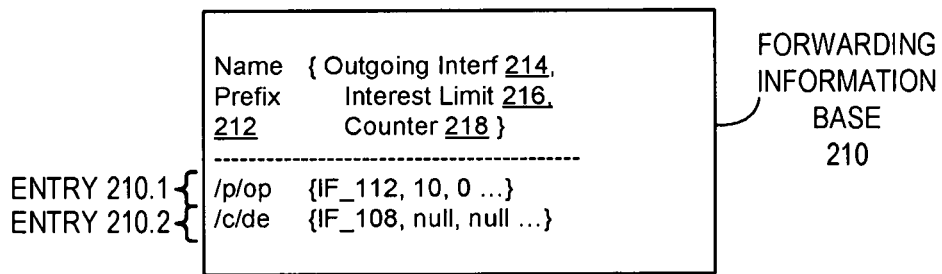 Name { Outgoing Interf 214,
Prefix Interest Limit 216,
212 Counter 218 }
--------------------------------------------
ENTRY 210.1 { /p/op {IF_112, 10, 0 ...}
ENTRY 210.2 { /c/de {IF_108, null, null ...}
FORWARDING
INFORMATION
BASE
210